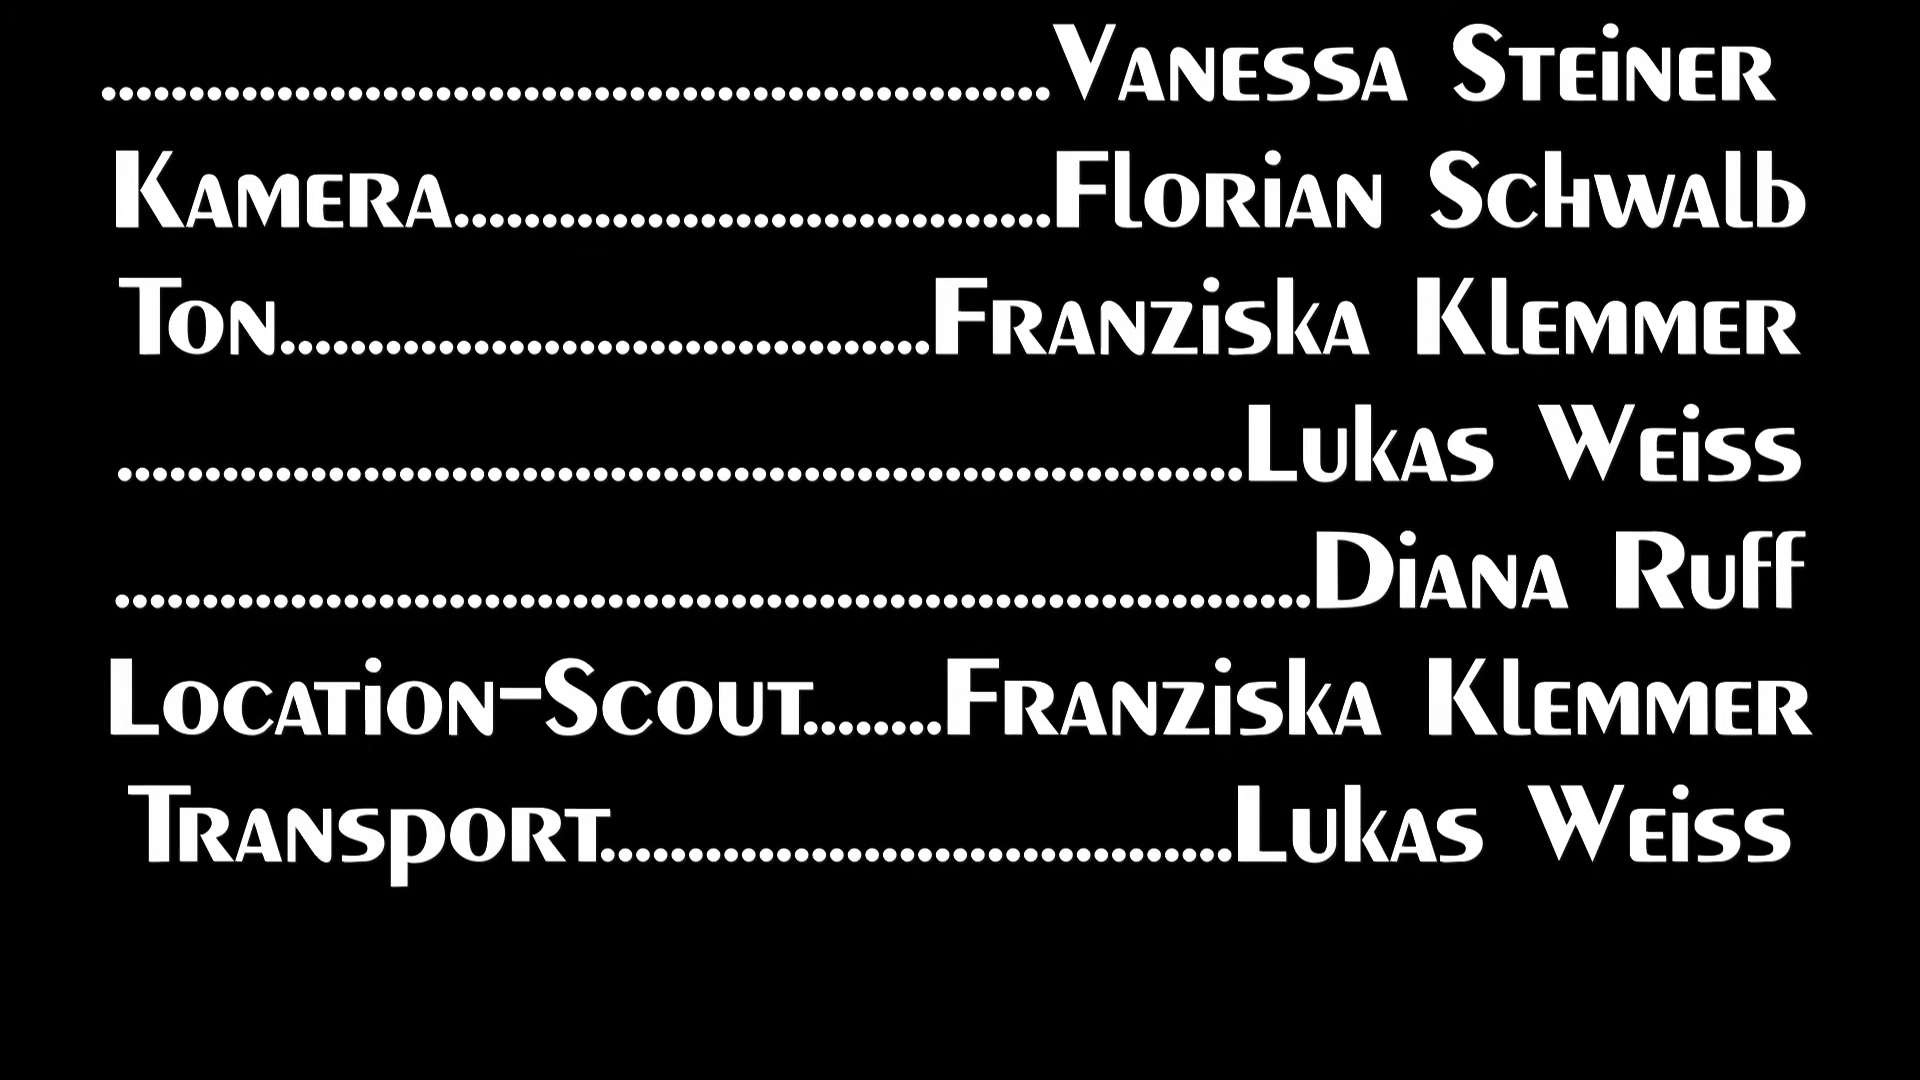 ......................................................Vanessa Steiner
Kamera..................................Florian Schwalb
Ton.....................................Franziska Klemmer
................................................................Lukas Weiss
....................................................................Diana Ruff
Location-Scout........Franziska Klemmer
Transport....................................Lukas Weiss